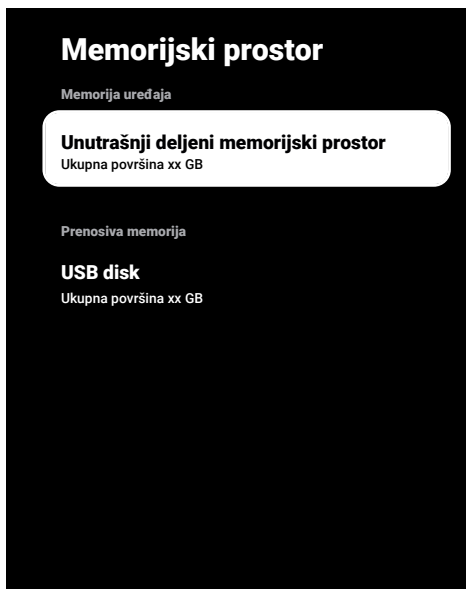 Memorijski prostor
Memorija uređaja
Unutrašnji deljeni memorijski prostor
Ukupna površina xx GB
Prenosiva memorija
USB disk
Ukupna površina xx GB